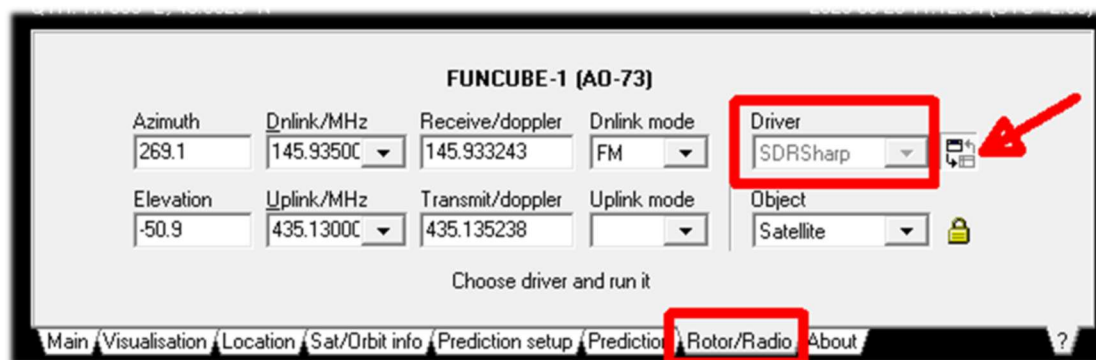 FUNCUBE-1 (AO-73)
Azimuth Dnlink/MHz Receive/doppler Dnlink mode Driver
269.1 145.93500 145.933243 FM SDRSharp
Elevation Uplink/MHz Transmit/doppler Uplink mode Object
-50.9 435.13000 435.135238 Satellite
Choose driver and run it
Main Visualisation Location Sat/Orbit info Prediction setup Prediction Rotor/Radio About ?